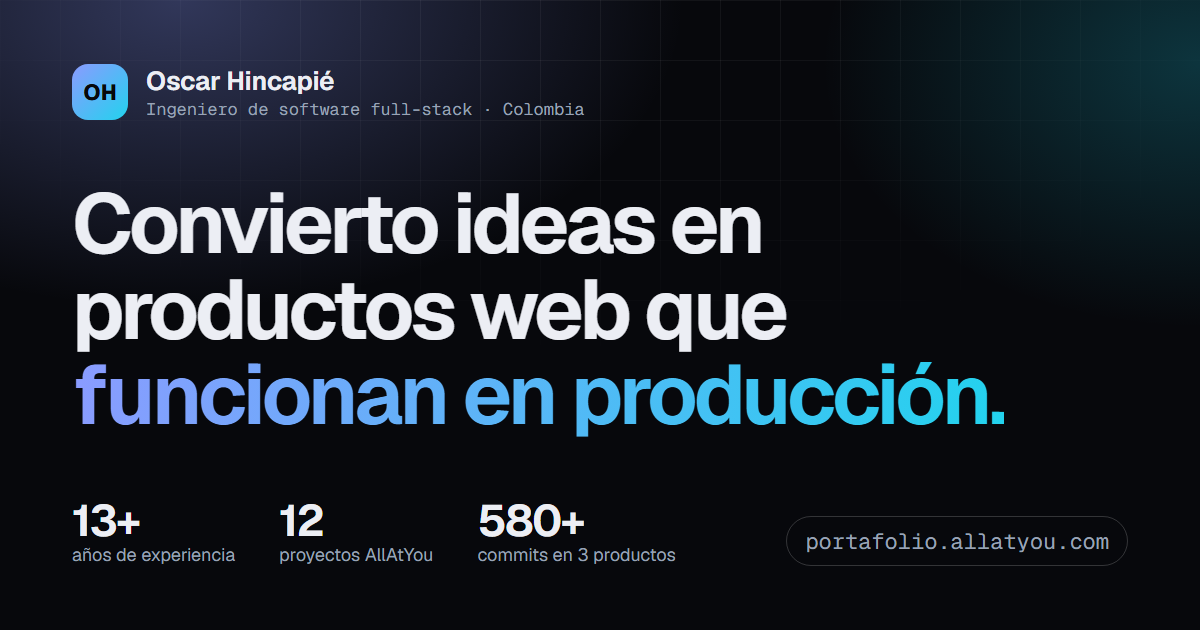 OH
Oscar Hincapié
Ingeniero de software full-stack · Colombia
Convierto ideas en
productos web que
funcionan en producción.
13+
años de experiencia
12
proyectos AllAtYou
580+
commits en 3 productos
portafolio.allatyou.com